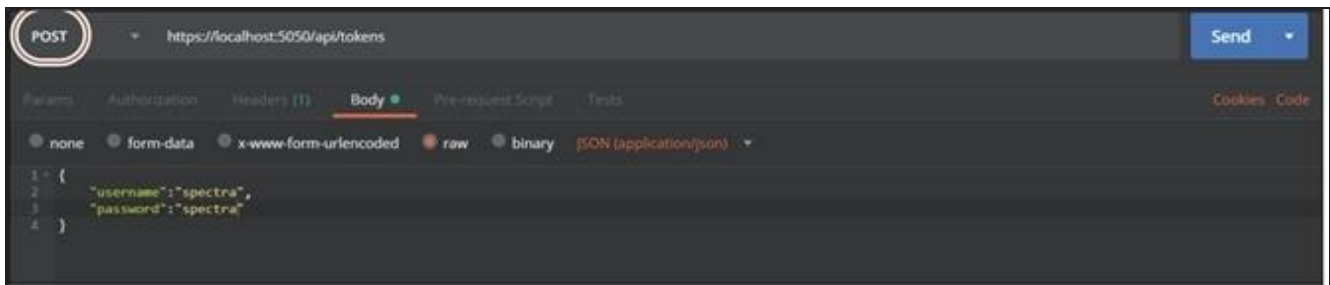 POST https://localhost:5050/api/tokens Send
Params Authorization Headers (1) Body Pre-request Script Tests Cookies Code
none form-data x-www-form-urlencoded raw binary JSON (application/json)
1 {
2 "username":"spectra",
3 "password":"spectra"
4 }